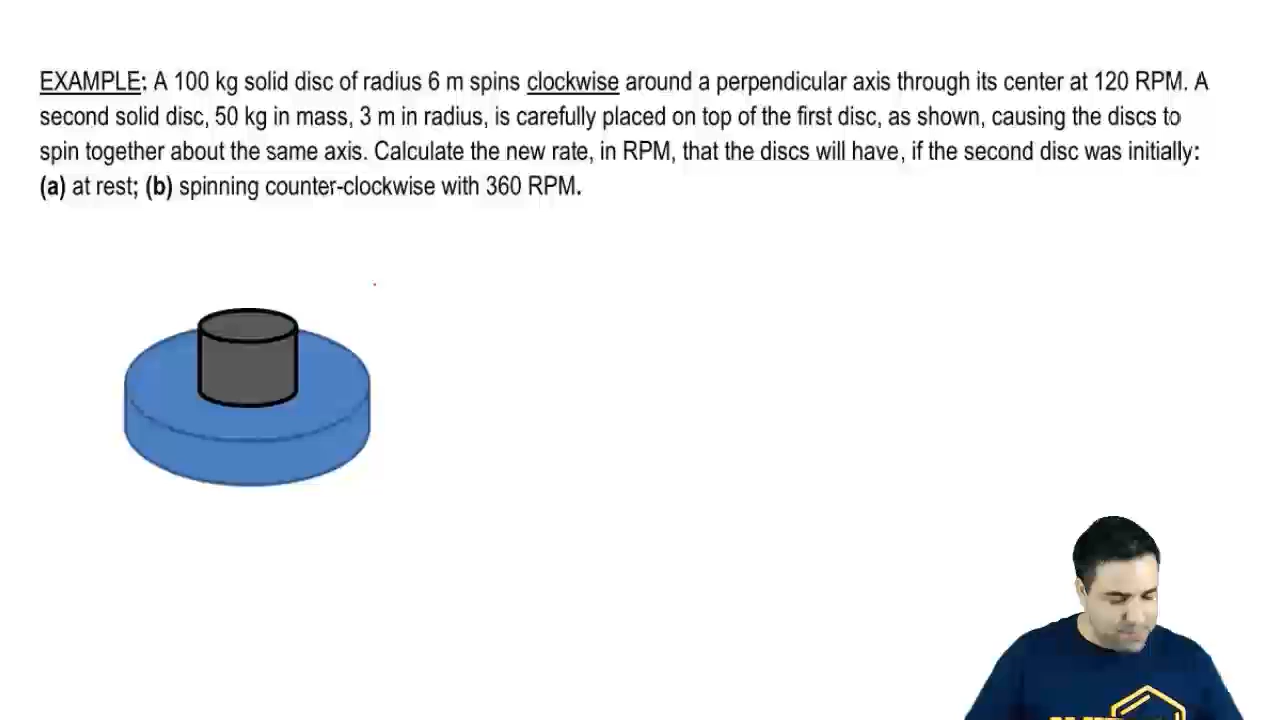 EXAMPLE: A 100 kg solid disc of radius 6 m spins clockwise around a perpendicular axis through its center at 120 RPM. A
second solid disc, 50 kg in mass, 3 m in radius, is carefully placed on top of the first disc, as shown, causing the discs to
spin together about the same axis. Calculate the new rate, in RPM, that the discs will have, if the second disc was initially:
(a) at rest; (b) spinning counter-clockwise with 360 RPM.